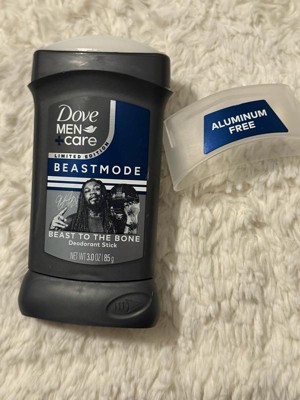 Dove
MEN
+care
LIMITED EDITION
BEASTMODE
BEAST TO THE BONE
Deodorant Stick
NET WT 3.0 OZ | 85 g
ALUMINUM
FREE